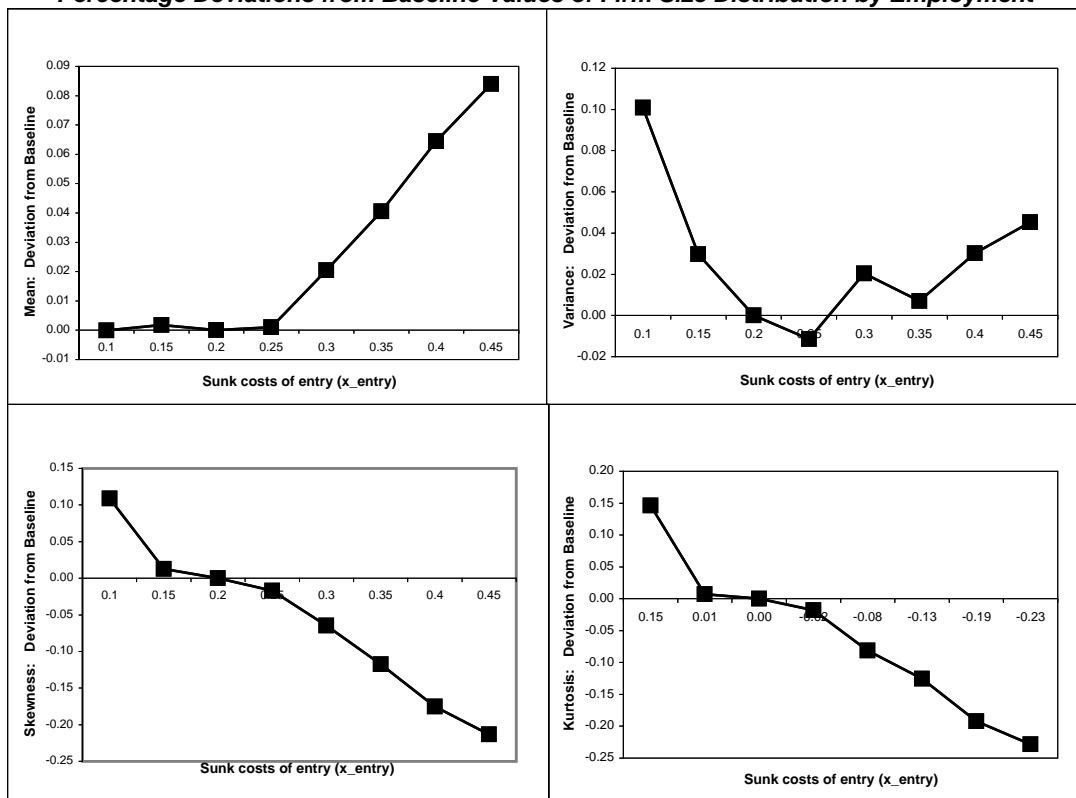 Percentage Deviations from Baseline Values of Firm Size Distribution by Employment
Mean: Deviation from Baseline
0.09
0.08
0.07
0.06
0.05
0.04
0.03
0.02
0.01
0.00
-0.01
0.1 0.15 0.2 0.25 0.3 0.35 0.4 0.45
Sunk costs of entry (x_entry)
Variance: Deviation from Baseline
0.12
0.10
0.08
0.06
0.04
0.02
0.00
-0.02
0.1 0.15 0.2 0.3 0.35 0.4 0.45
Sunk costs of entry (x_entry)
Skewness: Deviation from Baseline
0.15
0.10
0.05
0.00
-0.05
-0.10
-0.15
-0.20
-0.25
0.1 0.15 0.2 0.3 0.35 0.4 0.45
Sunk costs of entry (x_entry)
Kurtosis: Deviation from Baseline
0.20
0.15
0.10
0.05
0.00
-0.05
-0.10
-0.15
-0.20
-0.25
0.15 0.01 0.00 -0.02 -0.08 -0.13 -0.19 -0.23
Sunk costs of entry (x_entry)